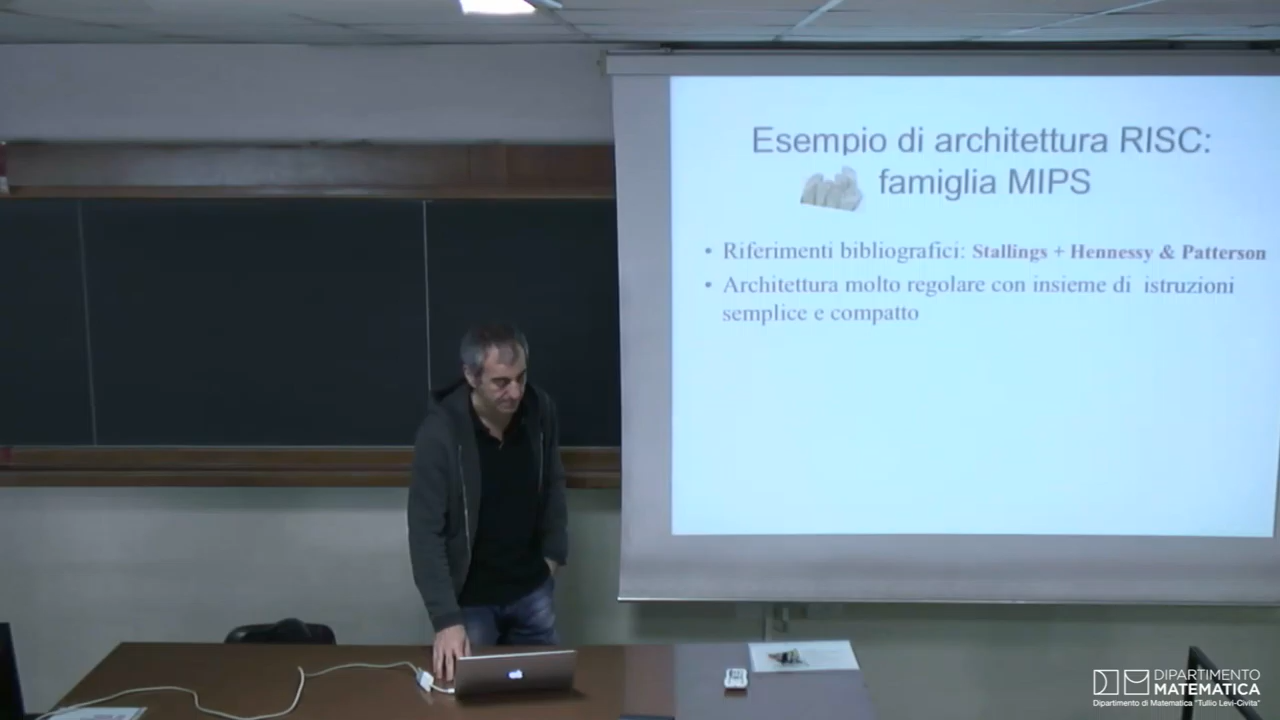 Esempio di architettura RISC:
famiglia MIPS
• Riferimenti bibliografici: Stallings + Hennessy & Patterson
• Architettura molto regolare con insieme di istruzioni
semplice e compatto
DIPARTIMENTO
MATEMATICA
Dipartimento di Matematica "Tullio Levi-Civita"